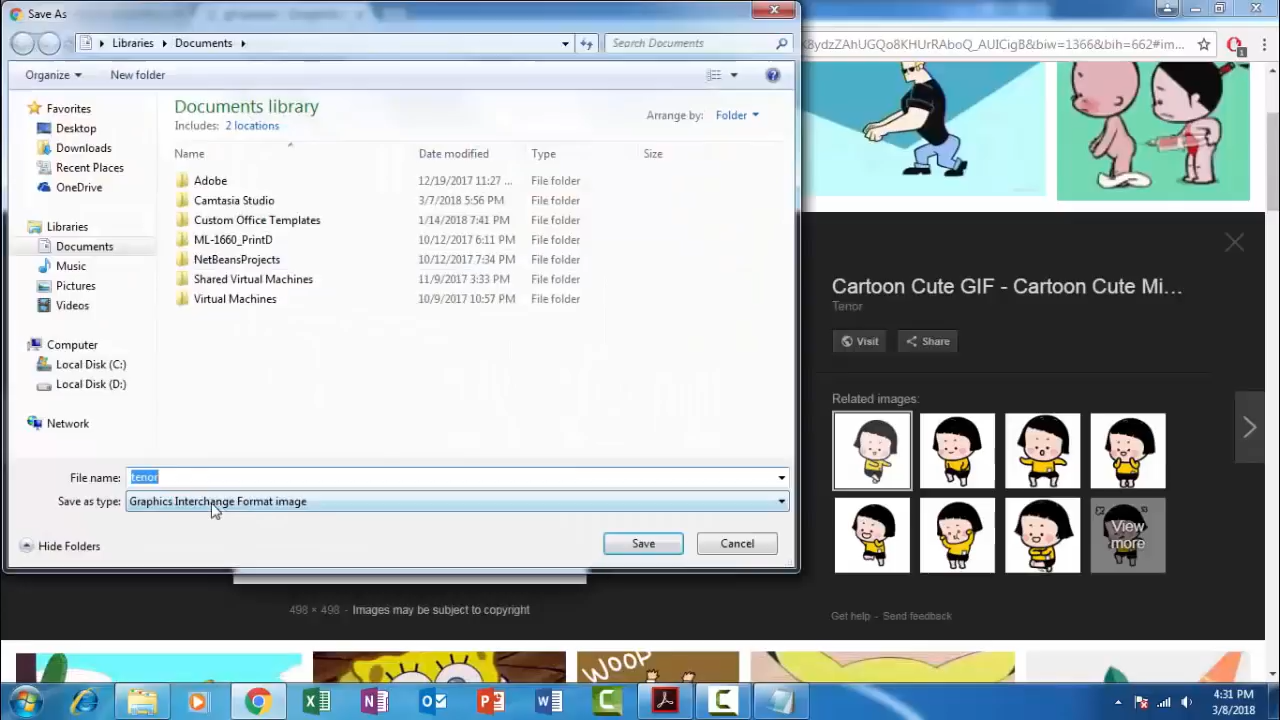 Save As
Libraries Documents
Search Documents
K8ydzZAhUGQo8KHUrRAboQ_AUICigB&biw=1366&bih=662#im...
1
Organize
New folder
Favorites
Desktop
Downloads
Recent Places
OneDrive
Libraries
Documents
Music
Pictures
Videos
Computer
Local Disk (C:)
Local Disk (D:)
Network
Documents library
Includes: 2 locations
Arrange by: Folder
Name Date modified Type Size
Adobe 12/19/2017 11:27 ... File folder
Camtasia Studio 3/7/2018 5:56 PM File folder
Custom Office Templates 1/14/2018 7:41 PM File folder
ML-1660_PrintD 10/12/2017 6:11 PM File folder
NetBeansProjects 10/12/2017 7:34 PM File folder
Shared Virtual Machines 11/9/2017 3:33 PM File folder
Virtual Machines 10/9/2017 10:57 PM File folder
File name: tenor
Save as type: Graphics Interchange Format image
Hide Folders
Save
Cancel
Cartoon Cute GIF - Cartoon Cute Mi...
Tenor
Visit
Share
Related images:
View
more
498 × 498 - Images may be subject to copyright
Get help - Send feedback
WOOP
4:31 PM
3/8/2018